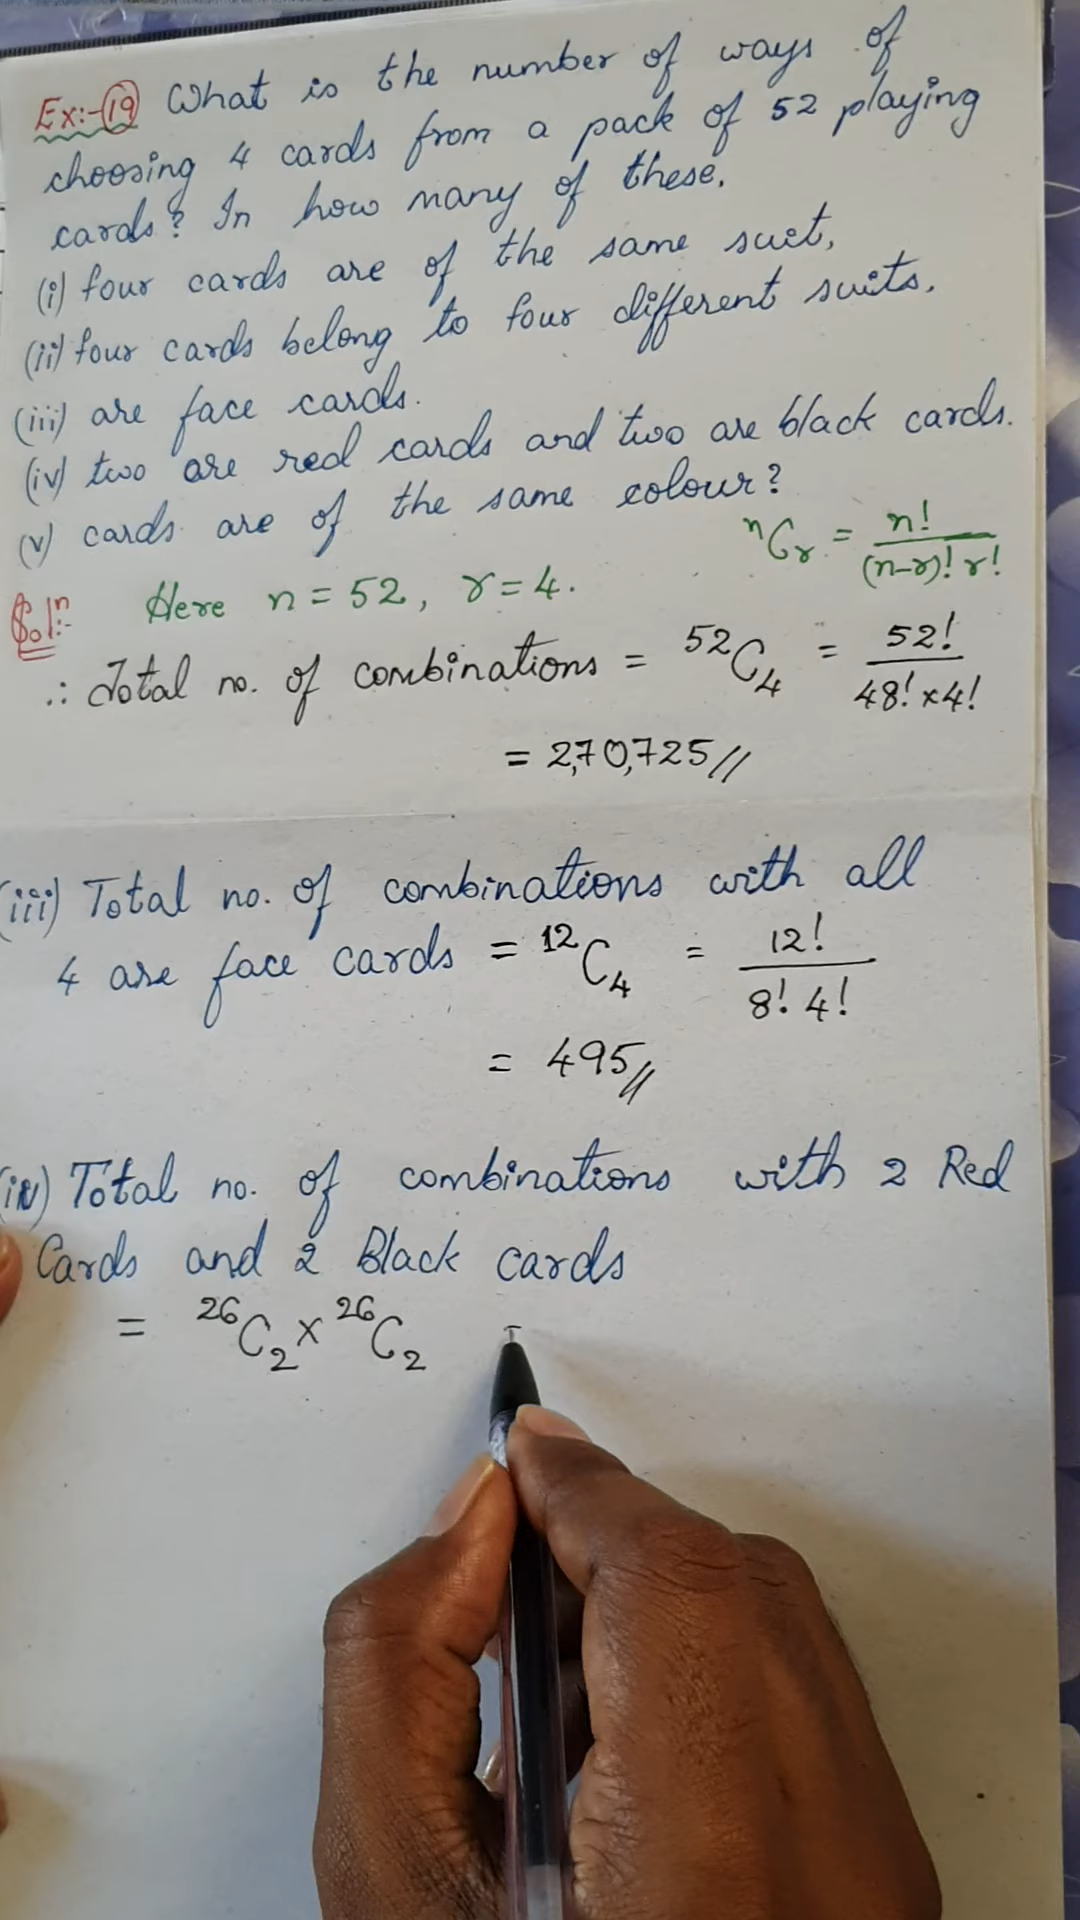 Ex:-(19) What is the number of ways of
choosing 4 cards from a pack of 52 playing
cards? In how many of these,
(i) four cards are of the same suit,
(ii) four cards belong to four different suits,
(iii) are face cards.
(iv) two are red cards and two are black cards.
(v) cards are of the same colour?
ⁿCᵣ = n!/(n-r)! r!
Solⁿ:- Here n = 52, r = 4.
∴ Total no. of combinations = ⁵²C₄ = 52!/48! × 4!
= 2,70,725//
(iii) Total no. of combinations with all
4 are face cards = ¹²C₄ = 12!/8! 4!
= 495//
(iv) Total no. of combinations with 2 Red
Cards and 2 Black cards
= ²⁶C₂ × ²⁶C₂